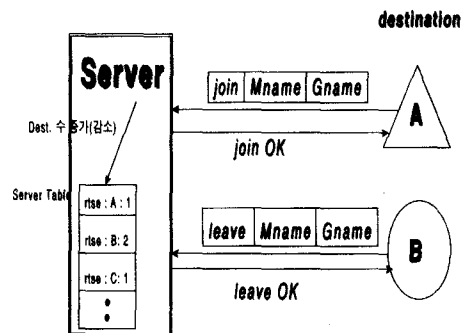 destination
Server
join Mname Gname
A
Dest. 수 증가(감소)
join OK
Server Table
rtse : A : 1
leave Mname Gname
rtse : B : 2
B
rtse : C : 1
leave OK